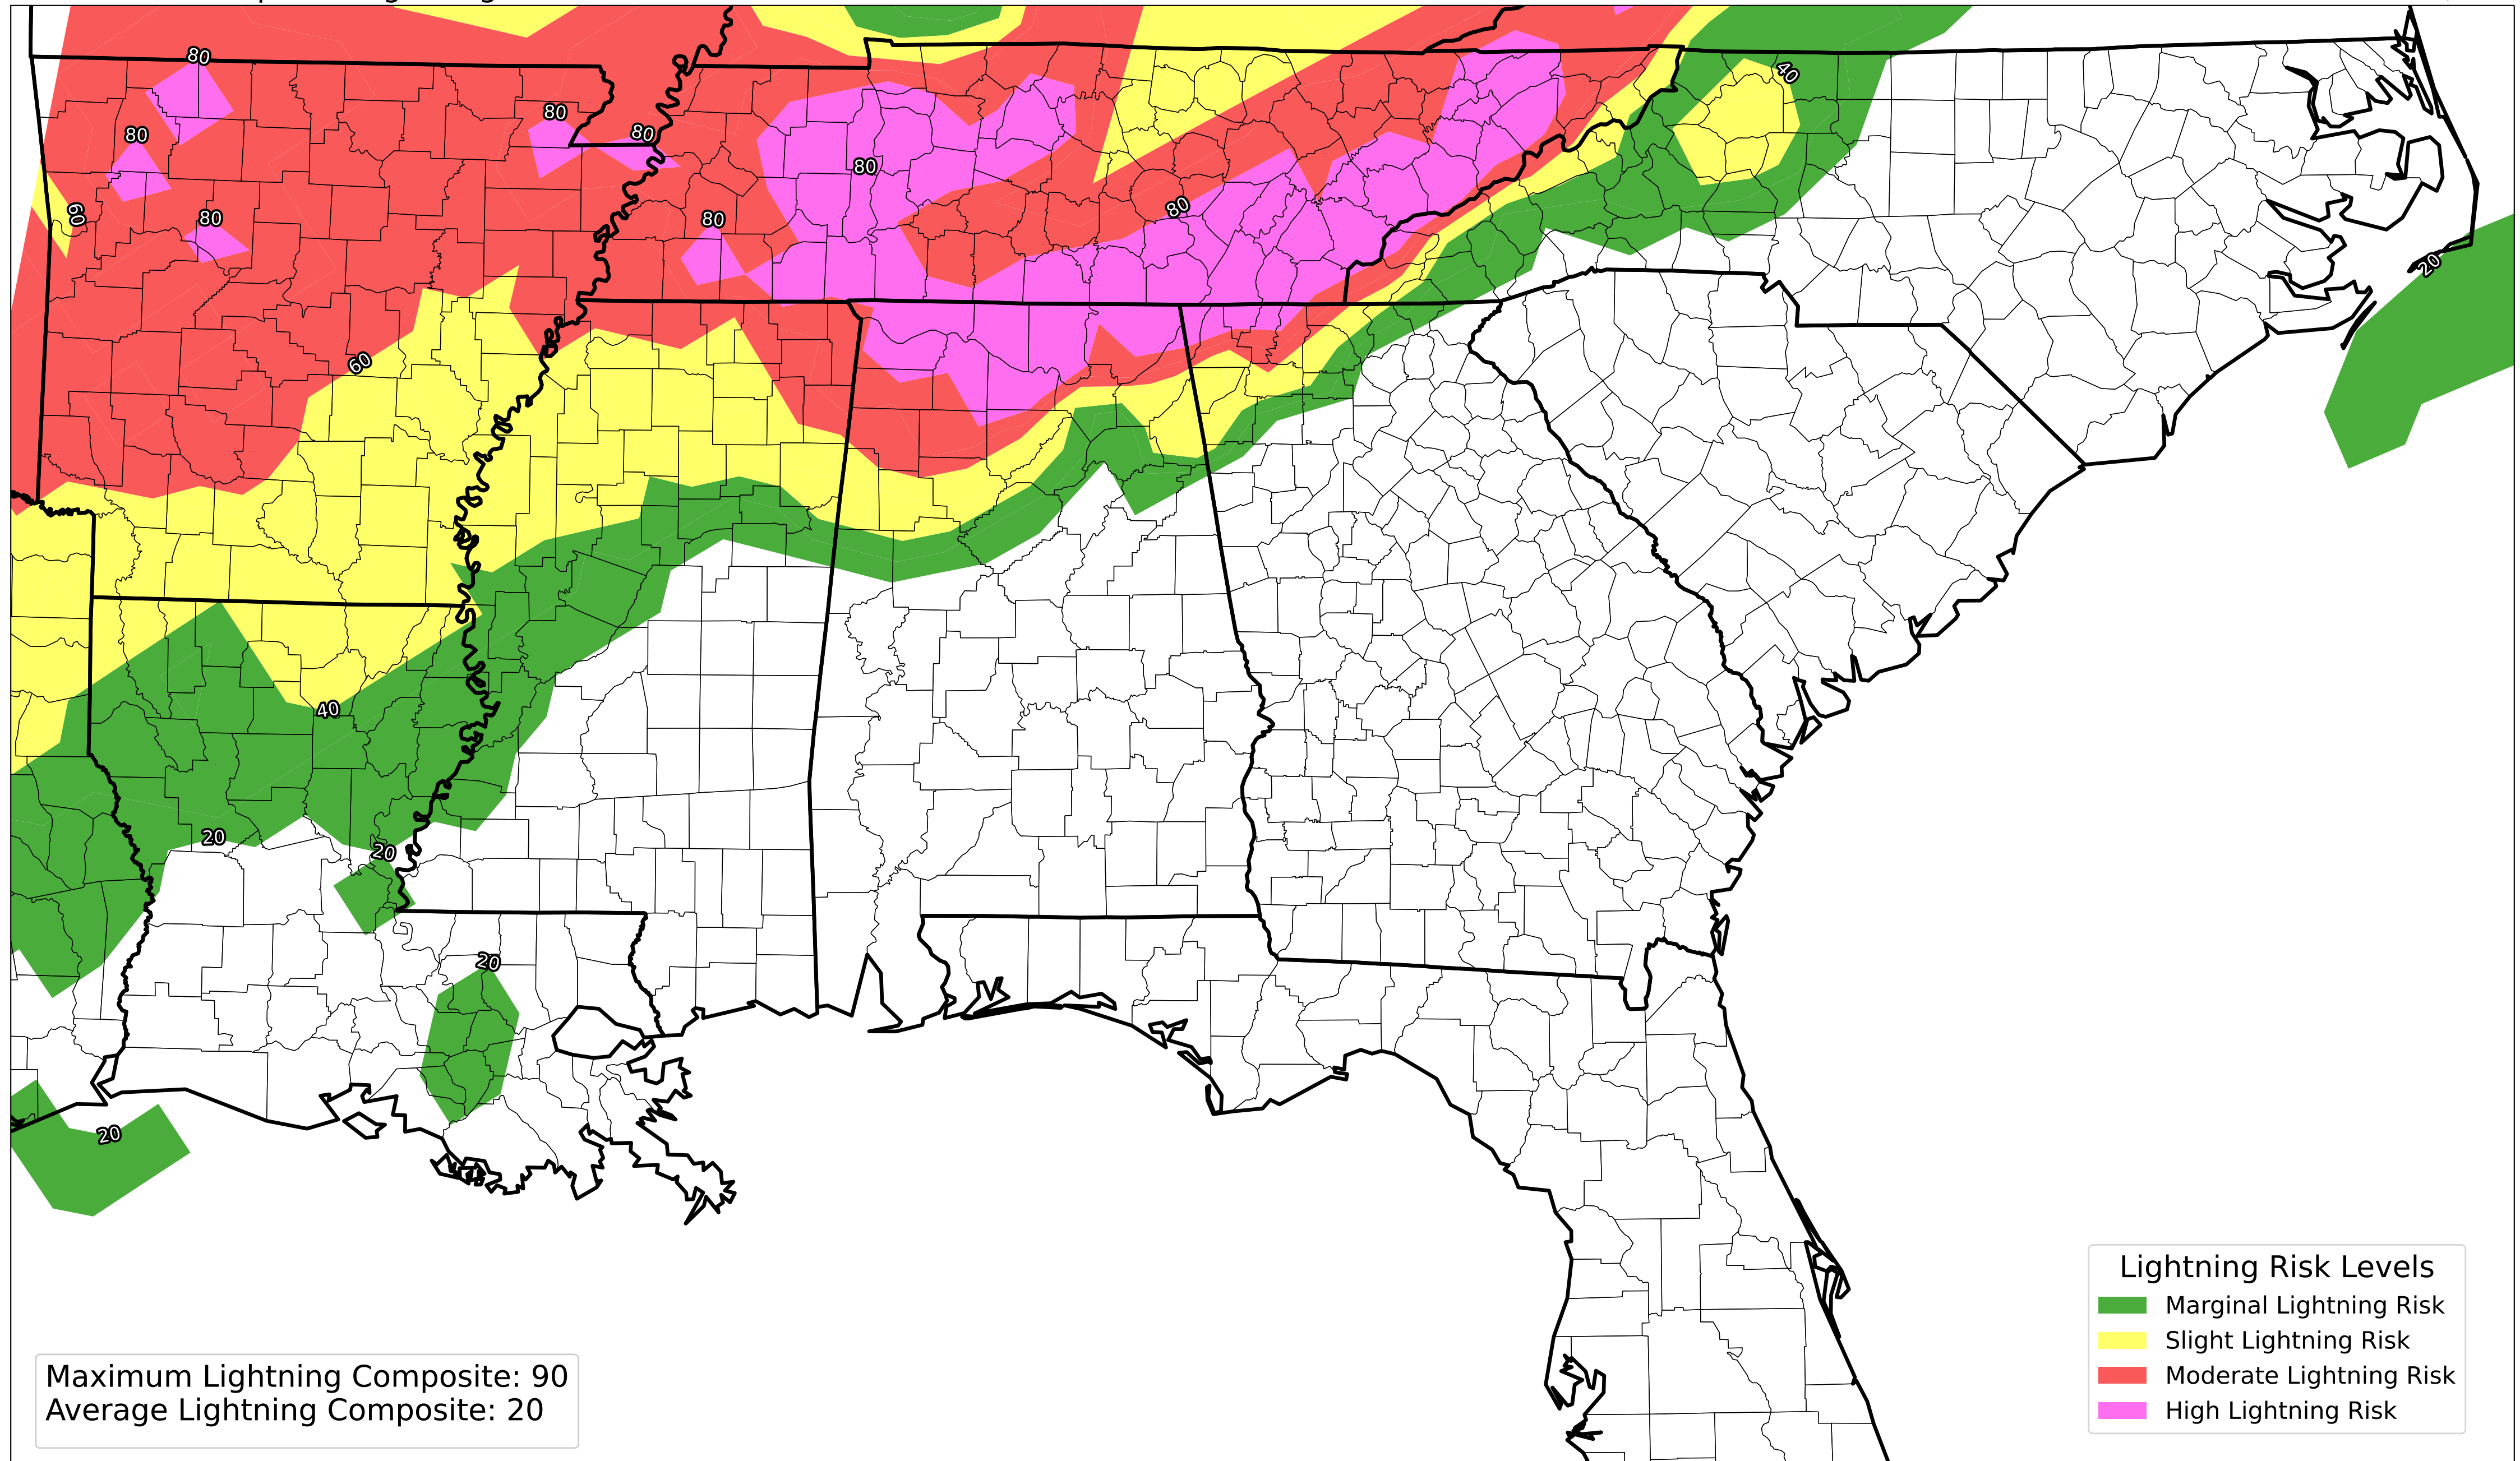 80
40
80
80
80
80
60
80
80
80
20
60
40
20
20
20
20
Lightning Risk Levels
Marginal Lightning Risk
Slight Lightning Risk
Moderate Lightning Risk
High Lightning Risk
Maximum Lightning Composite: 90
Average Lightning Composite: 20